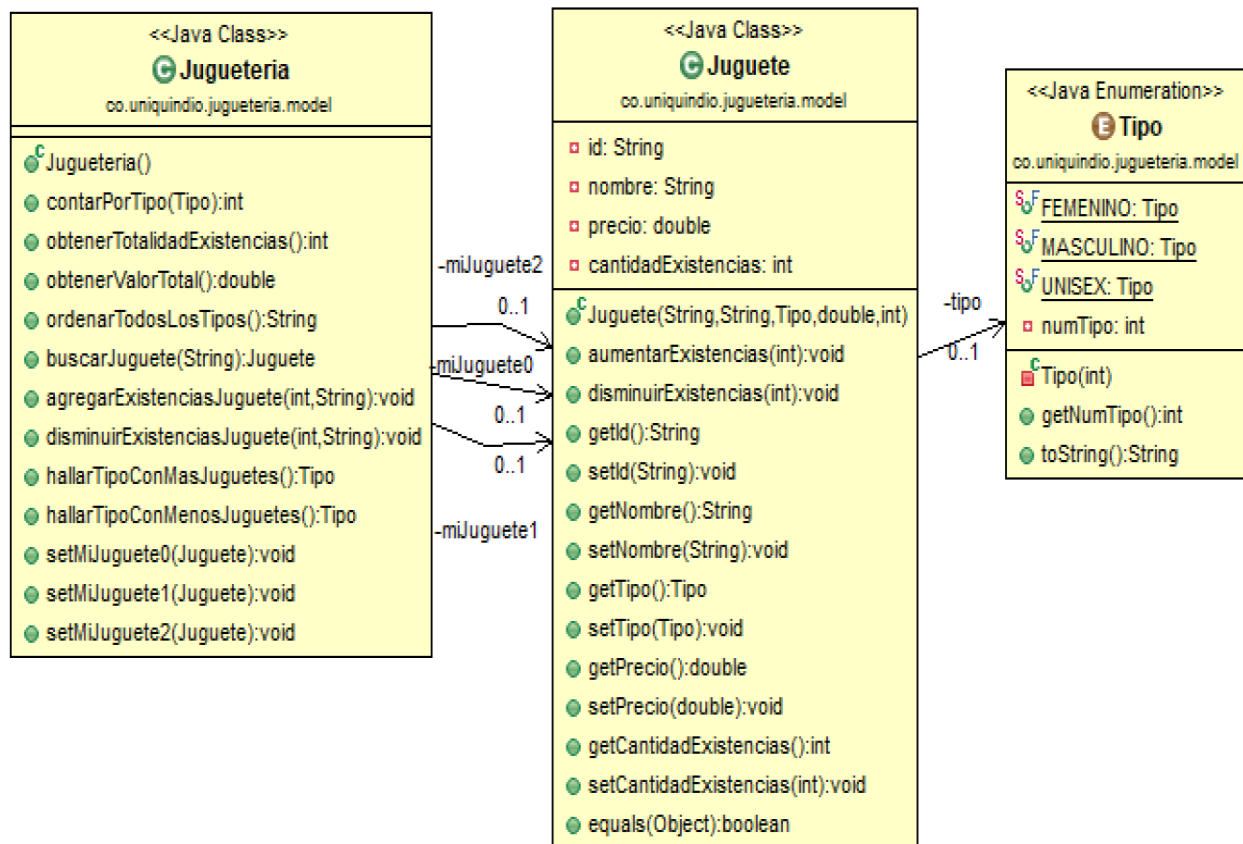 <<Java Class>>
Jugueteria
co.uniquindio.jugueteria.model
Jugueteria()
contarPorTipo(Tipo):int
obtenerTotalidadExistencias():int
obtenerValorTotal():double
ordenarTodosLosTipos():String
buscarJuguete(String):Juguete
agregarExistenciasJuguete(int,String):void
disminuirExistenciasJuguete(int,String):void
hallarTipoConMasJuguetes():Tipo
hallarTipoConMenosJuguetes():Tipo
setMiJuguete0(Juguete):void
setMiJuguete1(Juguete):void
setMiJuguete2(Juguete):void
-miJuguete2
0..1
-miJuguete0
0..1
0..1
-miJuguete1
<<Java Class>>
Juguete
co.uniquindio.jugueteria.model
id: String
nombre: String
precio: double
cantidadExistencias: int
Juguete(String,String,Tipo,double,int)
aumentarExistencias(int):void
disminuirExistencias(int):void
getId():String
setId(String):void
getNombre():String
setNombre(String):void
getTipo():Tipo
setTipo(Tipo):void
getPrecio():double
setPrecio(double):void
getCantidadExistencias():int
setCantidadExistencias(int):void
equals(Object):boolean
-tipo
0..1
<<Java Enumeration>>
Tipo
co.uniquindio.jugueteria.model
FEMENINO: Tipo
MASCULINO: Tipo
UNISEX: Tipo
numTipo: int
Tipo(int)
getNumTipo():int
toString():String